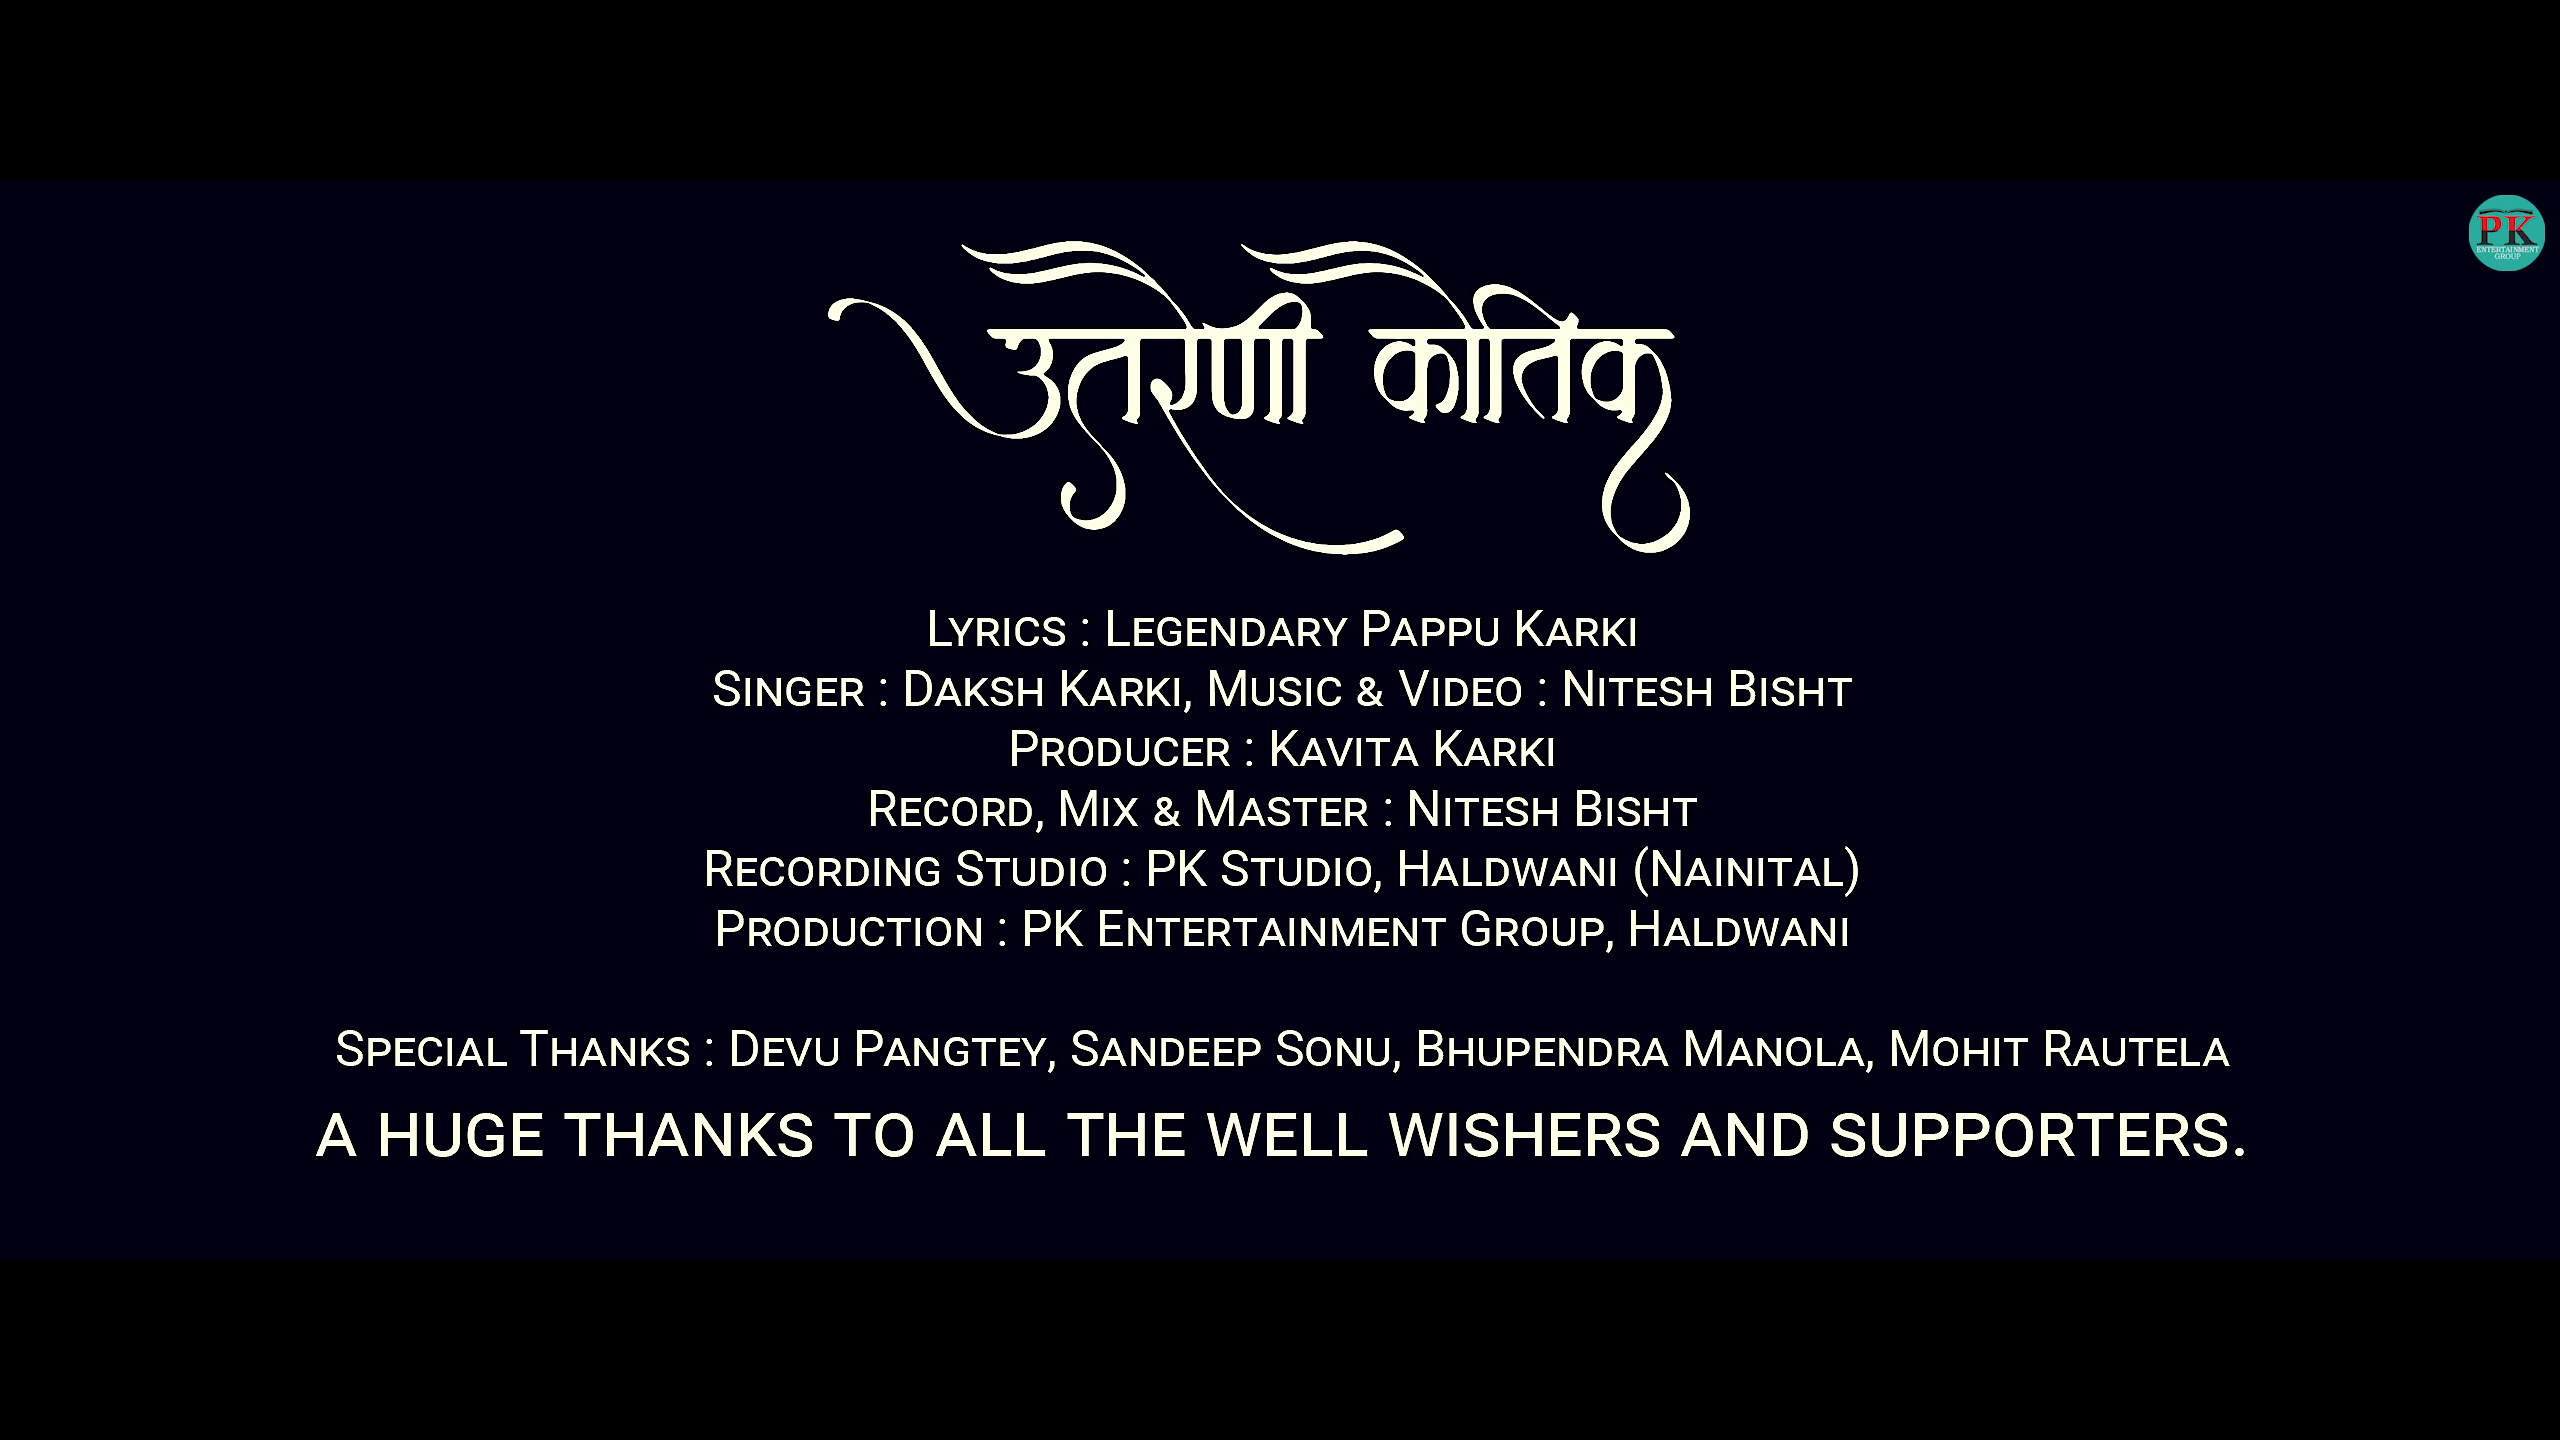 उतरैणी कौतिक
PK
ENTERTAINMENT
GROUP
Lyrics : Legendary Pappu Karki
Singer : Daksh Karki, Music & Video : Nitesh Bisht
Producer : Kavita Karki
Record, Mix & Master : Nitesh Bisht
Recording Studio : PK Studio, Haldwani (Nainital)
Production : PK Entertainment Group, Haldwani
Special Thanks : Devu Pangtey, Sandeep Sonu, Bhupendra Manola, Mohit Rautela
A HUGE THANKS TO ALL THE WELL WISHERS AND SUPPORTERS.